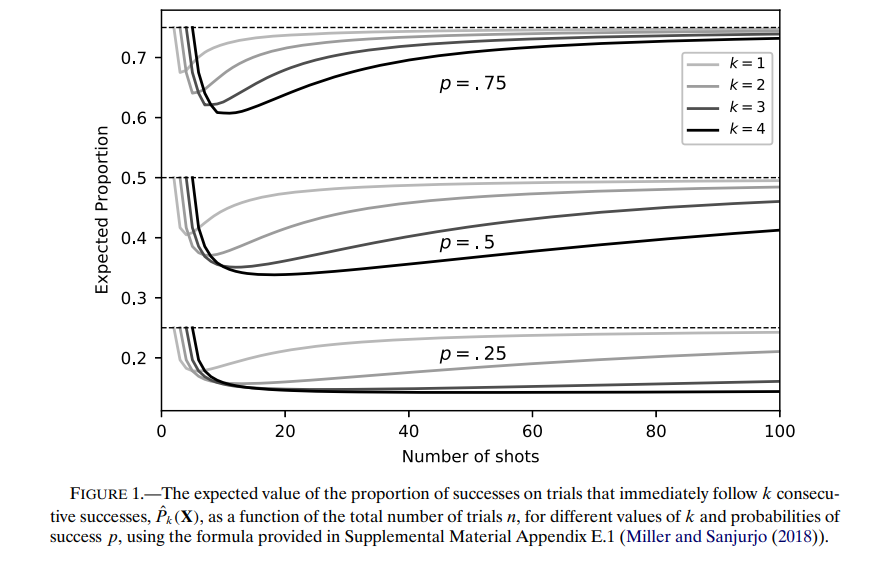 0.7
0.6
0.5
0.4
0.3
0.2
Expected Proportion
p = .75
p = .5
p = .25
k = 1
k = 2
k = 3
k = 4
0 20 40 60 80 100
Number of shots
FIGURE 1.—The expected value of the proportion of successes on trials that immediately follow k consecu-
tive successes, P̂ₖ(X), as a function of the total number of trials n, for different values of k and probabilities of
success p, using the formula provided in Supplemental Material Appendix E.1 (Miller and Sanjurjo (2018)).